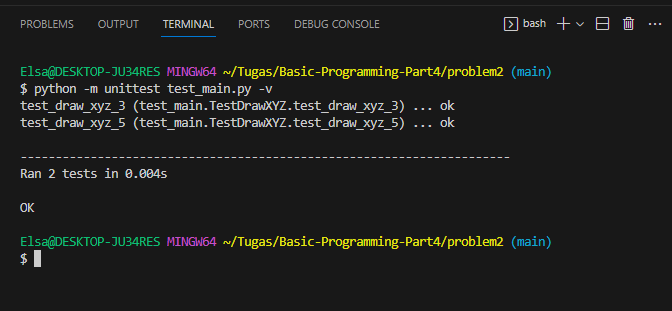 PROBLEMS OUTPUT TERMINAL PORTS DEBUG CONSOLE bash
Elsa@DESKTOP-JU34RES MINGW64 ~/Tugas/Basic-Programming-Part4/problem2 (main)
$ python -m unittest test_main.py -v
test_draw_xyz_3 (test_main.TestDrawXYZ.test_draw_xyz_3) ... ok
test_draw_xyz_5 (test_main.TestDrawXYZ.test_draw_xyz_5) ... ok
----------------------------------------------------------------------
Ran 2 tests in 0.004s
OK
Elsa@DESKTOP-JU34RES MINGW64 ~/Tugas/Basic-Programming-Part4/problem2 (main)
$